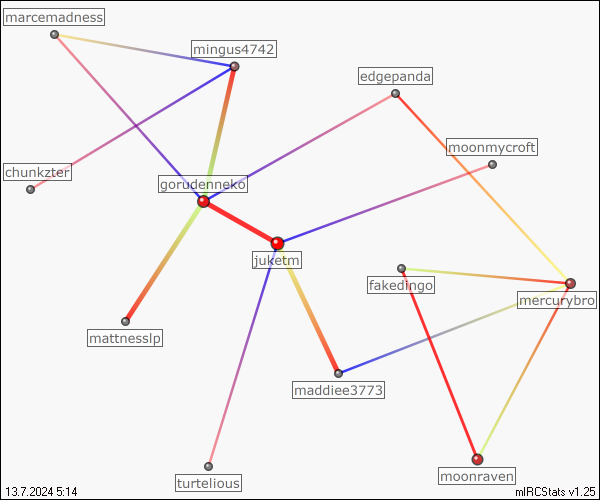 marcemadness
mingus4742
edgepanda
moonmycroft
chunkzter
gorudenneko
juketm
fakedingo
mercurybro
mattnesslp
maddiee3773
turtelious
moonraven
13.7.2024 5:14
mIRCStats v1.25